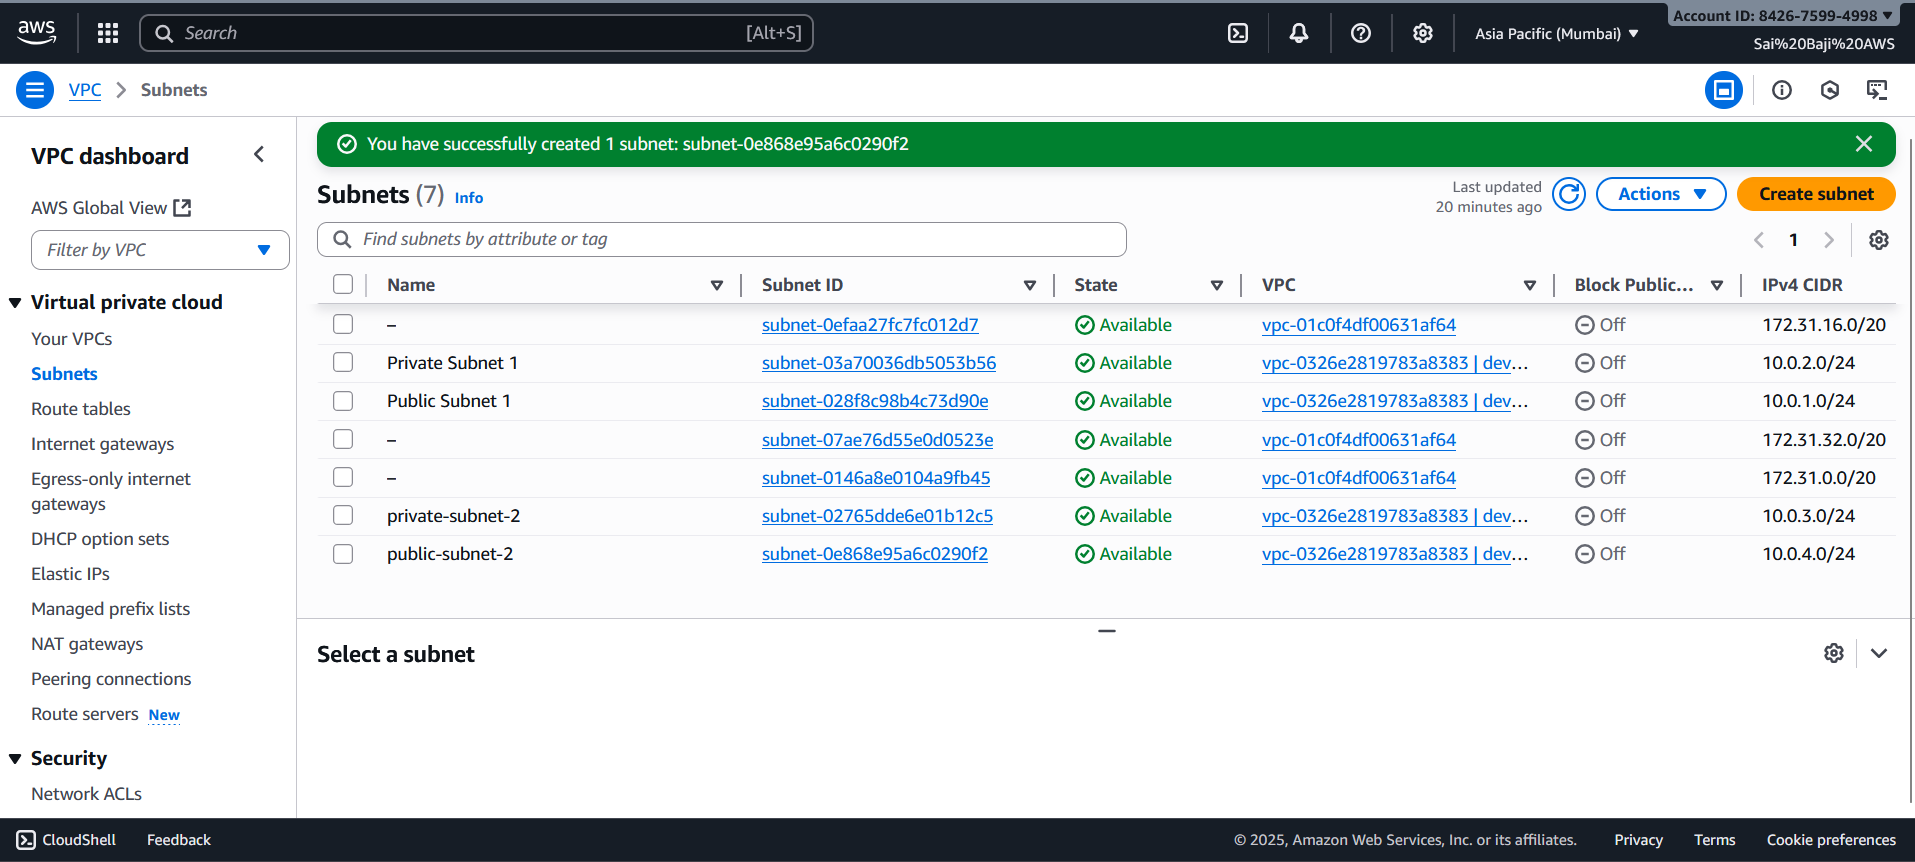 aws
Search [Alt+S]
Asia Pacific (Mumbai) ▼
Account ID: 8426-7599-4998 ▼
Sai%20Baji%20AWS
VPC > Subnets
VPC dashboard
AWS Global View
Filter by VPC
Virtual private cloud
Your VPCs
Subnets
Route tables
Internet gateways
Egress-only internet
gateways
DHCP option sets
Elastic IPs
Managed prefix lists
NAT gateways
Peering connections
Route servers New
Security
Network ACLs
You have successfully created 1 subnet: subnet-0e868e95a6c0290f2
Subnets (7) Info
Last updated
20 minutes ago
Actions
Create subnet
Find subnets by attribute or tag
1
Name Subnet ID State VPC Block Public... IPv4 CIDR
– subnet-0efaa27fc7fc012d7 Available vpc-01c0f4df00631af64 Off 172.31.16.0/20
Private Subnet 1 subnet-03a70036db5053b56 Available vpc-0326e2819783a8383 | dev... Off 10.0.2.0/24
Public Subnet 1 subnet-028f8c98b4c73d90e Available vpc-0326e2819783a8383 | dev... Off 10.0.1.0/24
– subnet-07ae76d55e0d0523e Available vpc-01c0f4df00631af64 Off 172.31.32.0/20
– subnet-0146a8e0104a9fb45 Available vpc-01c0f4df00631af64 Off 172.31.0.0/20
private-subnet-2 subnet-02765dde6e01b12c5 Available vpc-0326e2819783a8383 | dev... Off 10.0.3.0/24
public-subnet-2 subnet-0e868e95a6c0290f2 Available vpc-0326e2819783a8383 | dev... Off 10.0.4.0/24
Select a subnet
CloudShell Feedback
© 2025, Amazon Web Services, Inc. or its affiliates. Privacy Terms Cookie preferences